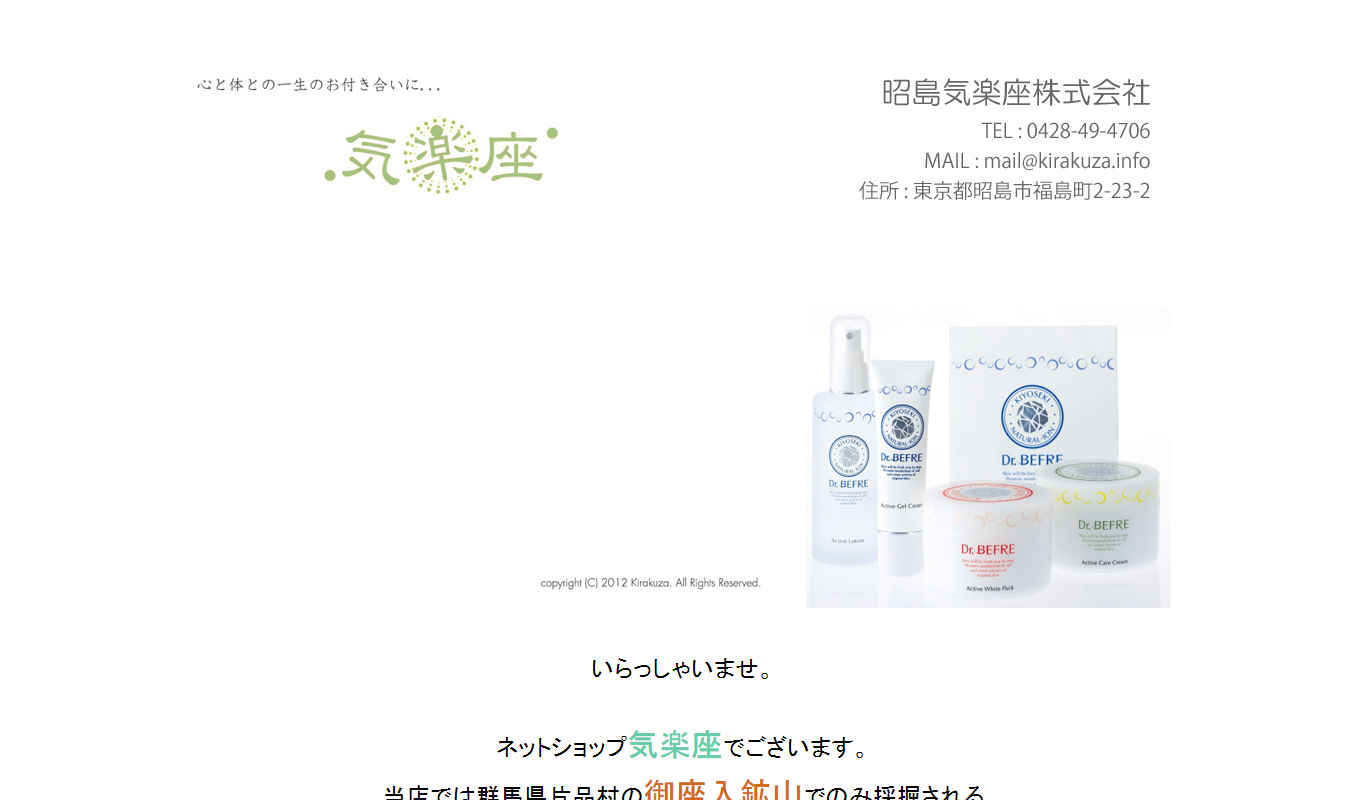 心と体との一生のお付き合いに...
気楽座
昭島気楽座株式会社
TEL : 0428-49-4706
MAIL : mail@kirakuza.info
住所 : 東京都昭島市福島町2-23-2
KIYOSEKI
NATURAL-ION
Dr. BEFRE
Active Lotion
KIYOSEKI
NATURAL-ION
Dr. BEFRE
Active Gel Cream
KIYOSEKI
NATURAL-ION
Dr. BEFRE
Dr. BEFRE
Active White Pack
Dr. BEFRE
Active Care Cream
copyright (C) 2012 Kirakuza. All Rights Reserved.
いらっしゃいませ。
ネットショップ気楽座でございます。
当店では群馬県片品村の御座入鉱山でのみ採掘される